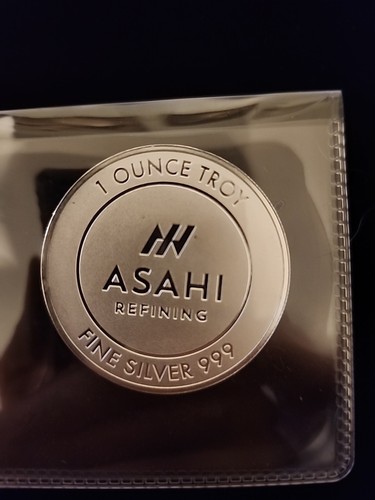 1 OUNCE TROY
ASAHI
REFINING
FINE SILVER 999